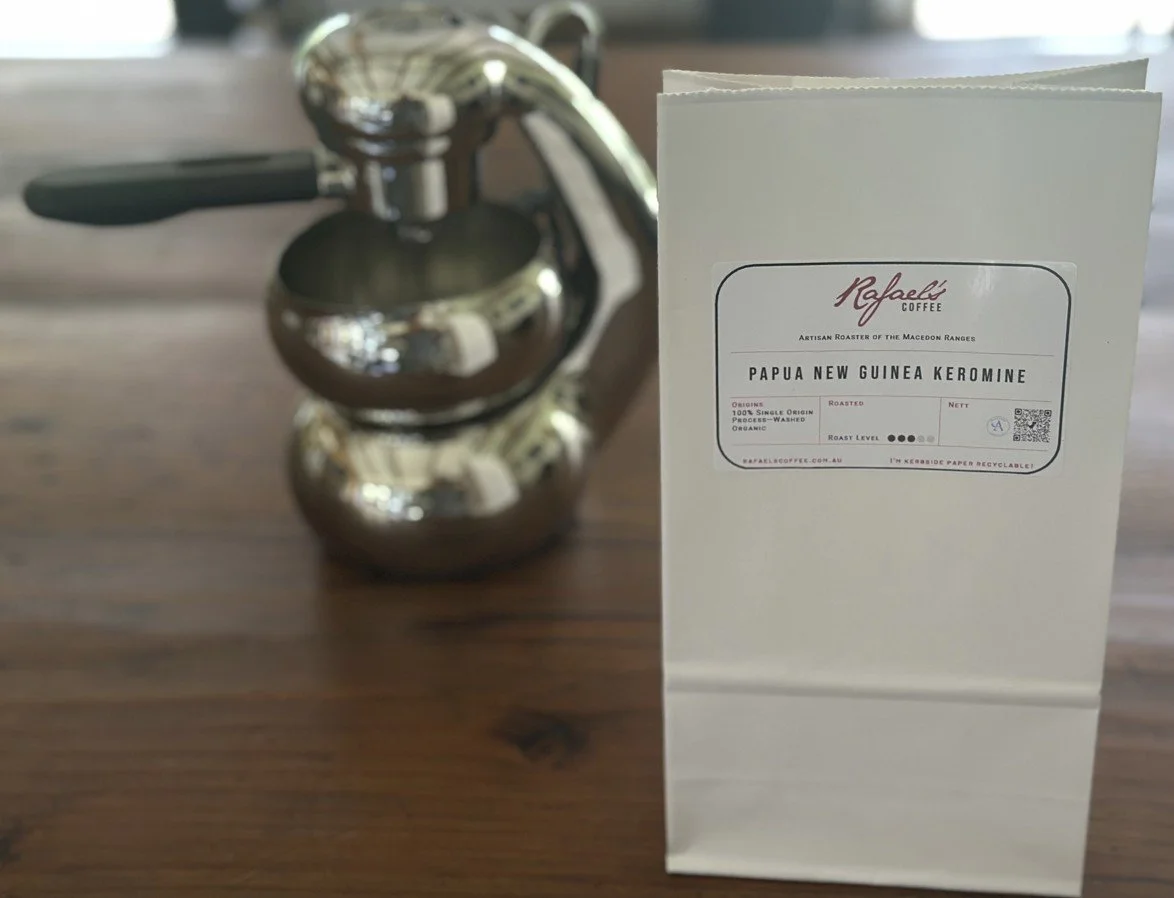 Rafael's
COFFEE
ARTISAN ROASTER OF THE MACEDON RANGES
PAPUA NEW GUINEA KEROMINE
ORIGINS
100% SINGLE ORIGIN
PROCESS-WASHED
ORGANIC
ROASTED
ROAST LEVEL
NETT
A
RAFAELSCOFFEE.COM.AU
I'M KERBSIDE PAPER RECYCLABLE!